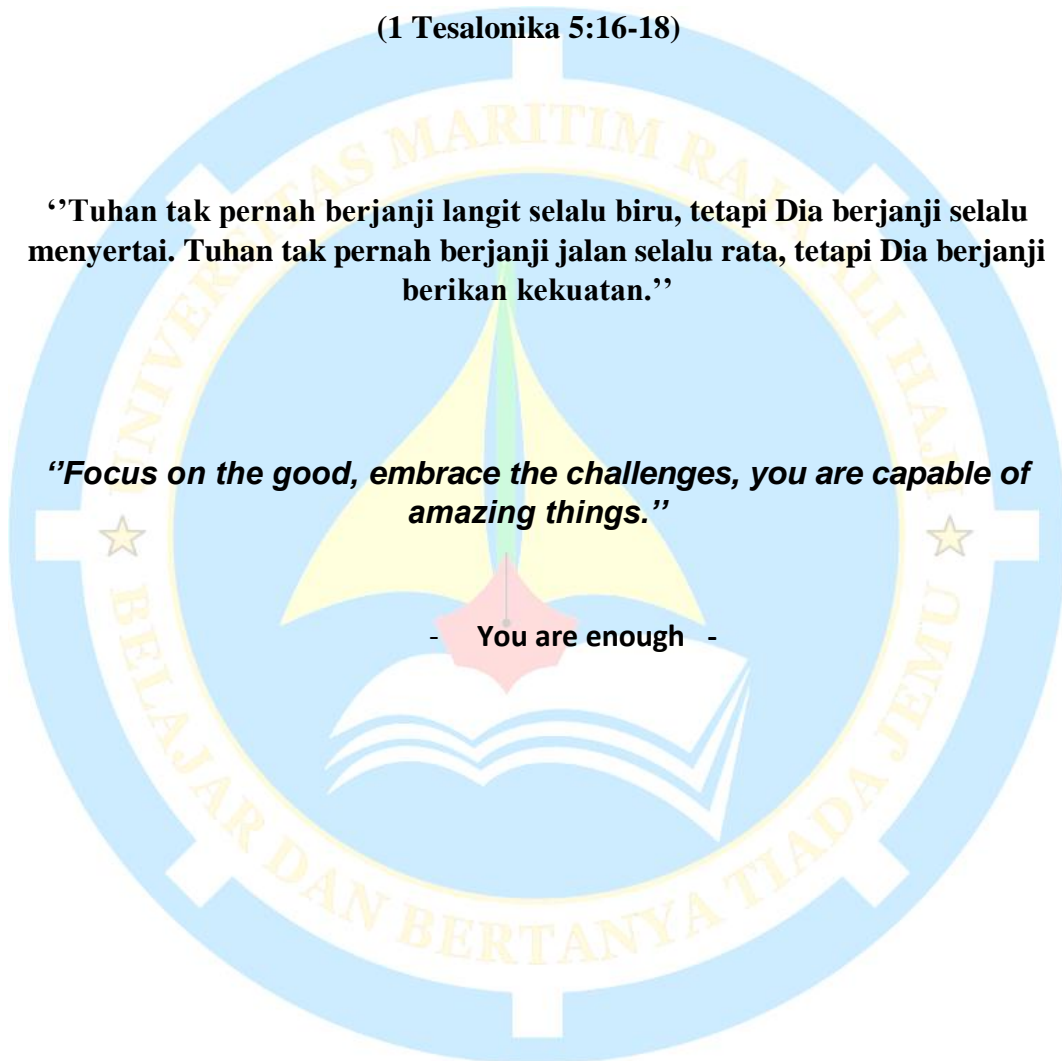 (1 Tesalonika 5:16-18)
‘’Tuhan tak pernah berjanji langit selalu biru, tetapi Dia berjanji selalu
menyertai. Tuhan tak pernah berjanji jalan selalu rata, tetapi Dia berjanji
berikan kekuatan.’’
‘’Focus on the good, embrace the challenges, you are capable of
amazing things.’’
- You are enough -
UNIVERSITAS MARITIM RAJA ALI HAJI
BELAJAR DAN BERTANYA TIADA JEMU